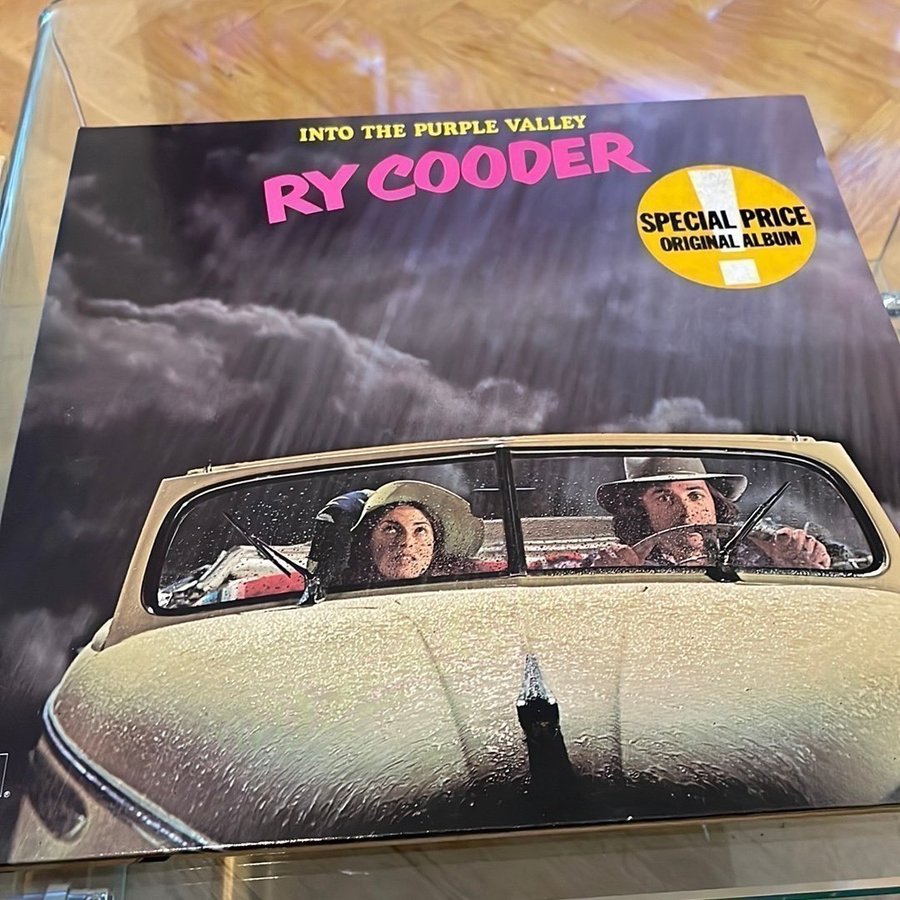 INTO THE PURPLE VALLEY
RY COODER
SPECIAL PRICE
ORIGINAL ALBUM
®